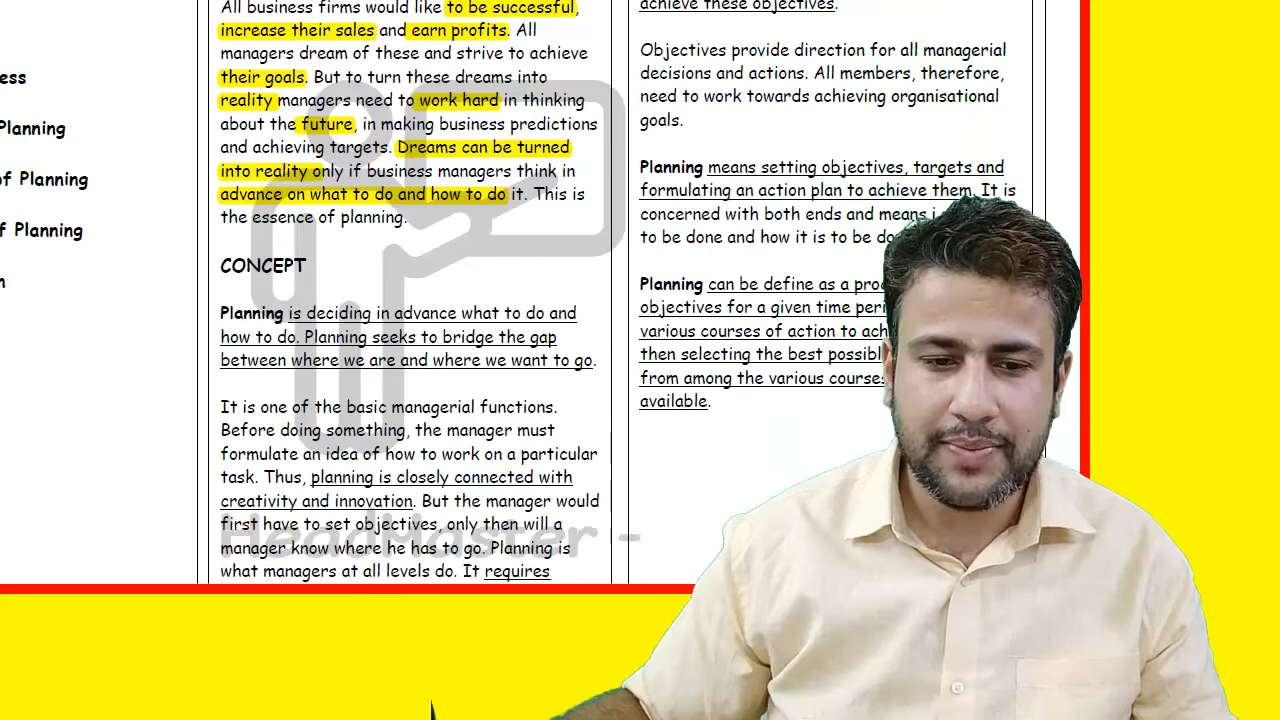 ess
Planning
of Planning
f Planning
n
All business firms would like to be successful,
increase their sales and earn profits. All
managers dream of these and strive to achieve
their goals. But to turn these dreams into
reality managers need to work hard in thinking
about the future, in making business predictions
and achieving targets. Dreams can be turned
into reality only if business managers think in
advance on what to do and how to do it. This is
the essence of planning.
CONCEPT
Planning is deciding in advance what to do and
how to do. Planning seeks to bridge the gap
between where we are and where we want to go.
It is one of the basic managerial functions.
Before doing something, the manager must
formulate an idea of how to work on a particular
task. Thus, planning is closely connected with
creativity and innovation. But the manager would
first have to set objectives, only then will a
manager know where he has to go. Planning is
what managers at all levels do. It requires
HeadMaster -
achieve these objectives.
Objectives provide direction for all managerial
decisions and actions. All members, therefore,
need to work towards achieving organisational
goals.
Planning means setting objectives, targets and
formulating an action plan to achieve them. It is
concerned with both ends and means i
to be done and how it is to be do
Planning can be define as a pro
objectives for a given time peri
various courses of action to ach
then selecting the best possibl
from among the various courses
available.